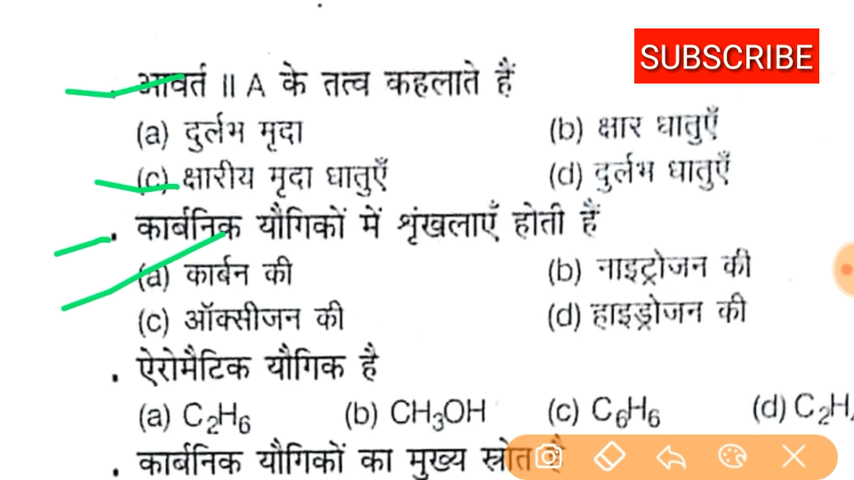 SUBSCRIBE
. आवर्त II A के तत्व कहलाते हैं
(a) दुर्लभ मृदा (b) क्षार धातुएँ
(c) क्षारीय मृदा धातुएँ (d) दुर्लभ धातुएँ
. कार्बनिक यौगिकों में शृंखलाएँ होती हैं
(a) कार्बन की (b) नाइट्रोजन की
(c) ऑक्सीजन की (d) हाइड्रोजन की
. ऐरोमैटिक यौगिक है
(a) C₂H₆ (b) CH₃OH (c) C₆H₆ (d) C₂H
. कार्बनिक यौगिकों का मुख्य स्रोत है